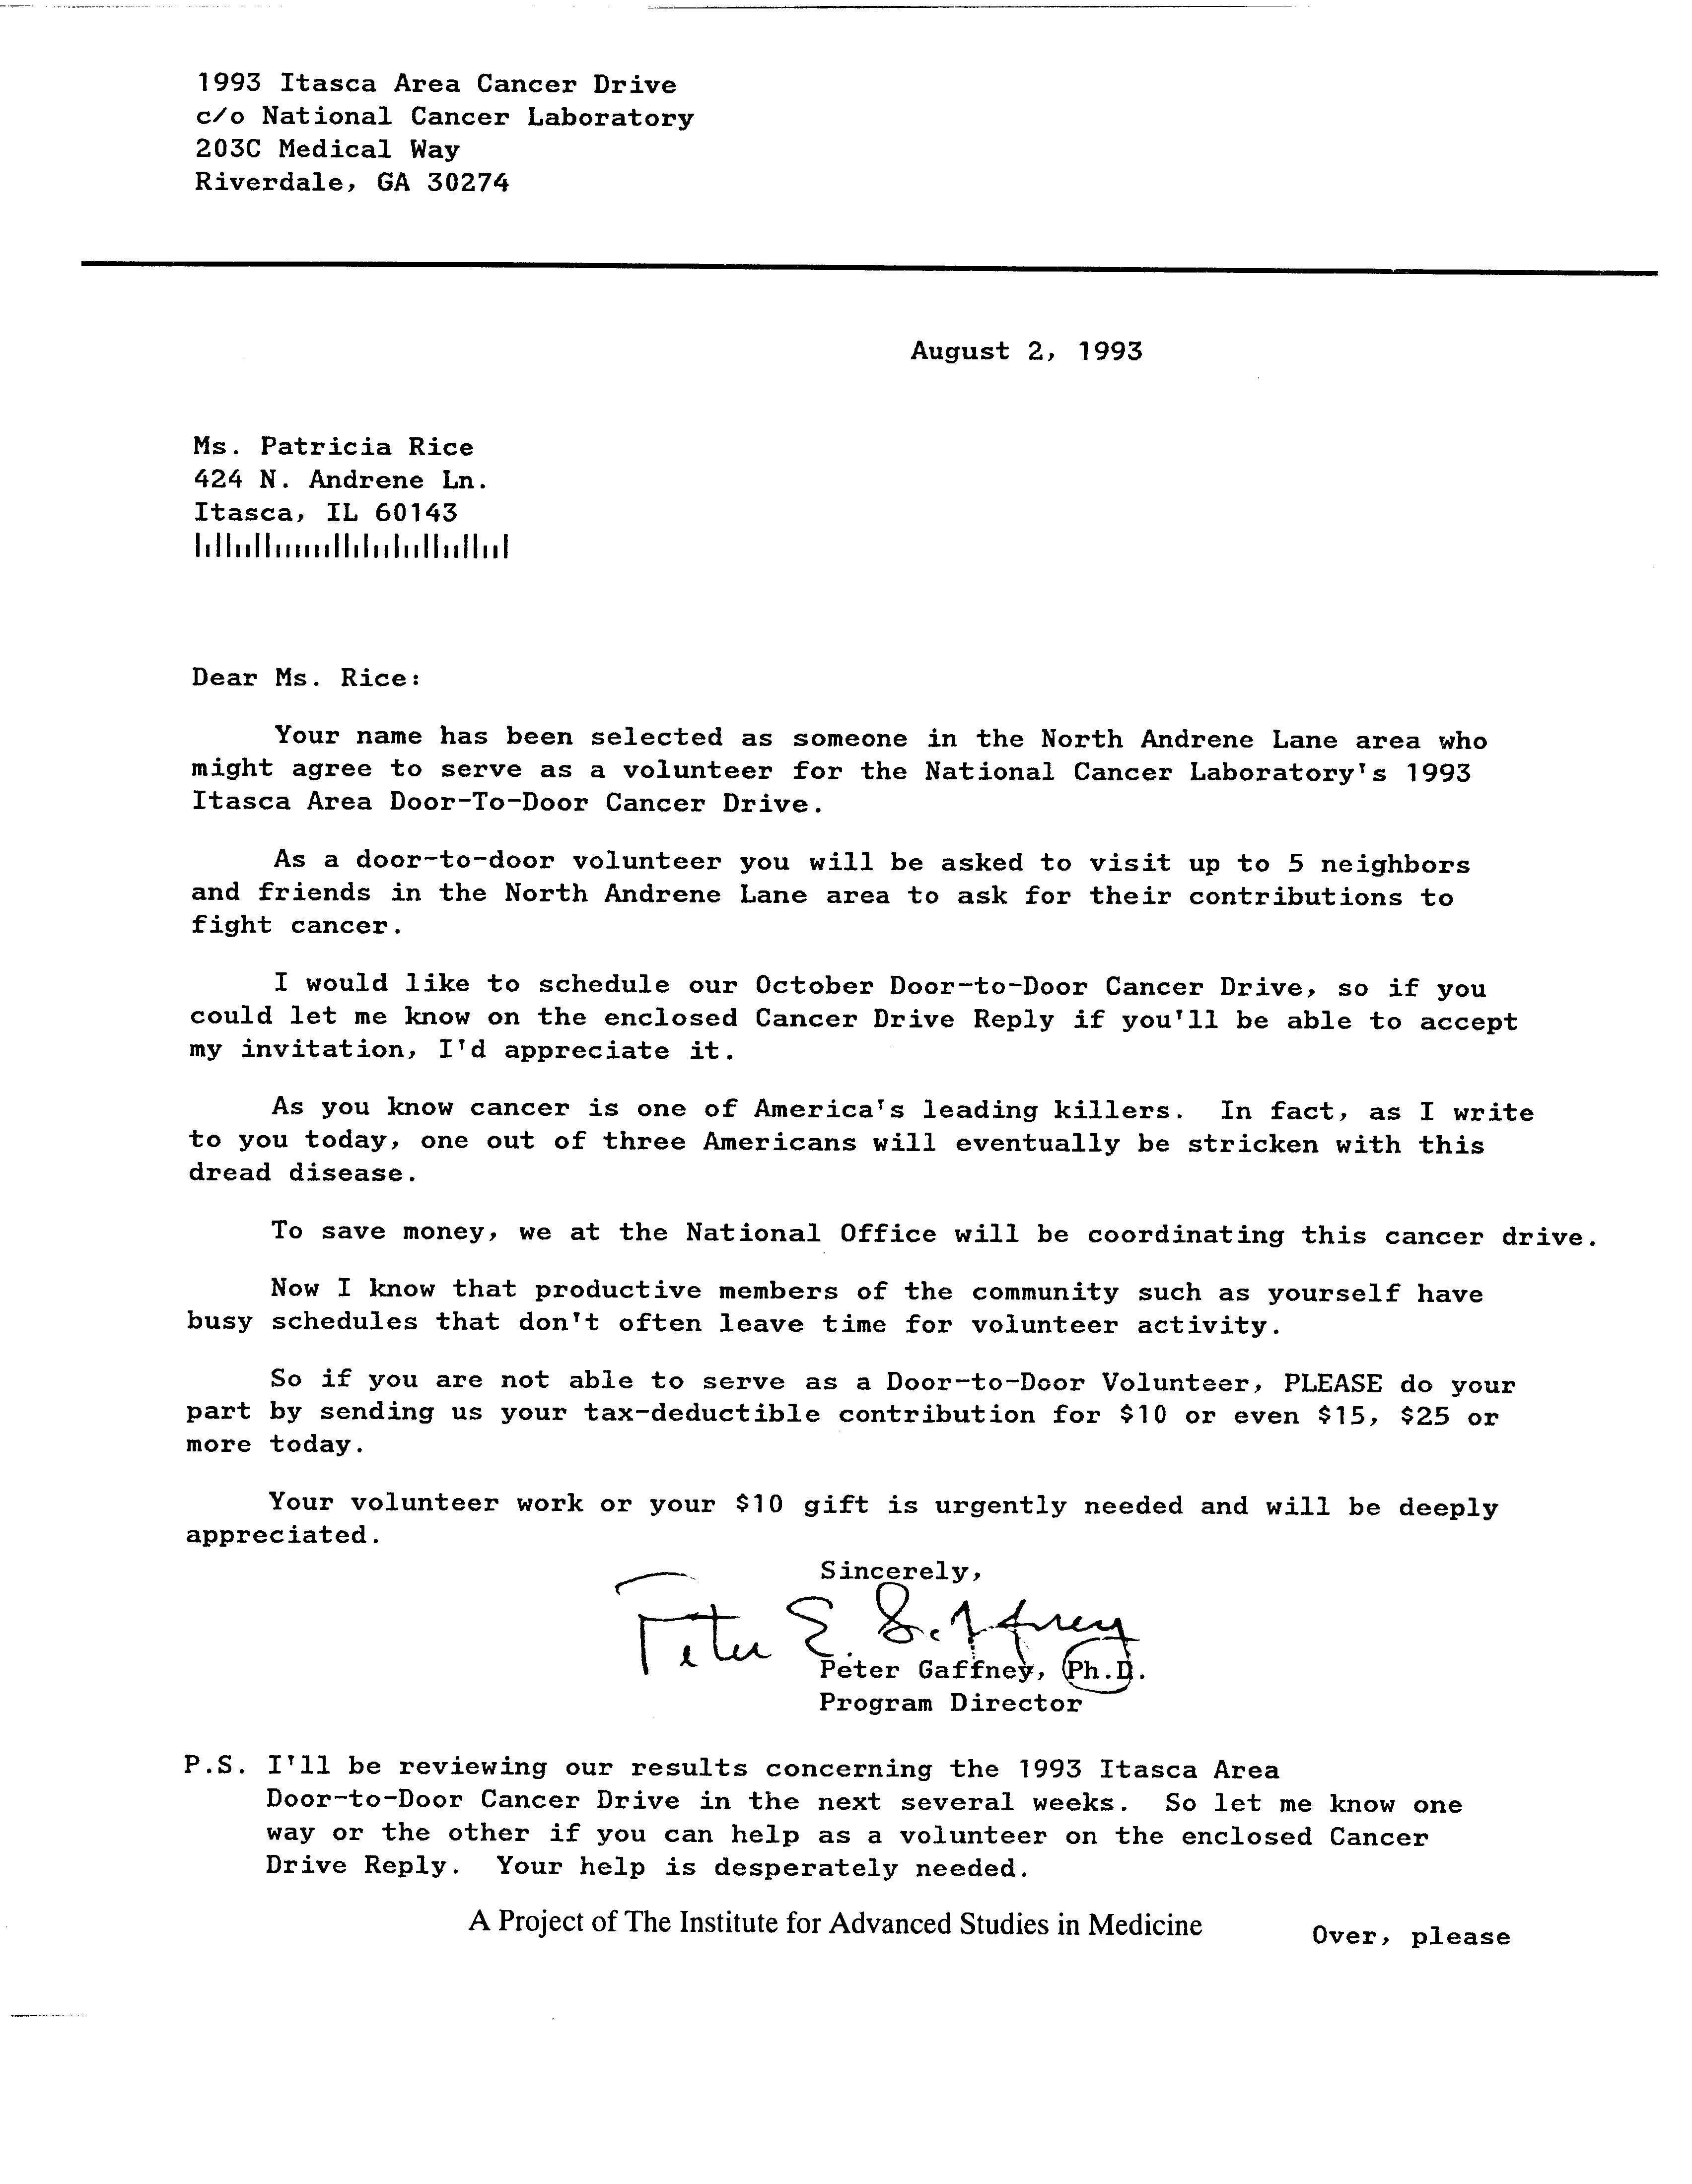 1993 Itasca Area Cancer Drive
c/o National Cancer Laboratory
203C Medical Way
Riverdale, GA 30274
August 2, 1993
Ms. Patricia Rice
424 N. Andrene Ln.
Itasca, IL 60143
Dear Ms. Rice:
Your name has been selected as someone in the North Andrene Lane area who
might agree to serve as a volunteer for the National Cancer Laboratory's 1993
Itasca Area Door-To-Door Cancer Drive.
As a door-to-door volunteer you will be asked to visit up to 5 neighbors
and friends in the North Andrene Lane area to ask for their contributions to
fight cancer.
I would like to schedule our October Door-to-Door Cancer Drive, so if you
could let me know on the enclosed Cancer Drive Reply if you'll be able to accept
my invitation, I'd appreciate it.
As you know cancer is one of America's leading killers. In fact, as I write
to you today, one out of three Americans will eventually be stricken with this
dread disease.
To save money, we at the National Office will be coordinating this cancer drive.
Now I know that productive members of the community such as yourself have
busy schedules that don't often leave time for volunteer activity.
So if you are not able to serve as a Door-to-Door Volunteer, PLEASE do your
part by sending us your tax-deductible contribution for $10 or even $15, $25 or
more today.
Your volunteer work or your $10 gift is urgently needed and will be deeply
appreciated.
Sincerely,
Peter E. Gaffney
Peter Gaffney, Ph.D.
Program Director
P.S. I'll be reviewing our results concerning the 1993 Itasca Area
Door-to-Door Cancer Drive in the next several weeks. So let me know one
way or the other if you can help as a volunteer on the enclosed Cancer
Drive Reply. Your help is desperately needed.
A Project of The Institute for Advanced Studies in Medicine
Over, please